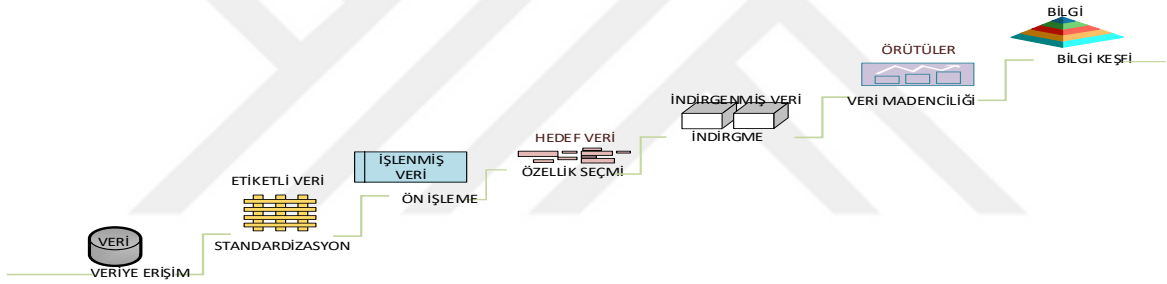 VERİ
VERİYE ERİŞİM
ETİKETLİ VERİ
STANDARDİZASYON
İŞLENMİŞ
VERİ
ÖN İŞLEME
HEDEF VERİ
ÖZELLİK SEÇMİ
İNDİRGENMİŞ VERİ
İNDİRGME
ÖRÜTÜLER
VERİ MADENCİLİĞİ
BİLGİ
BİLGİ KEŞFİ